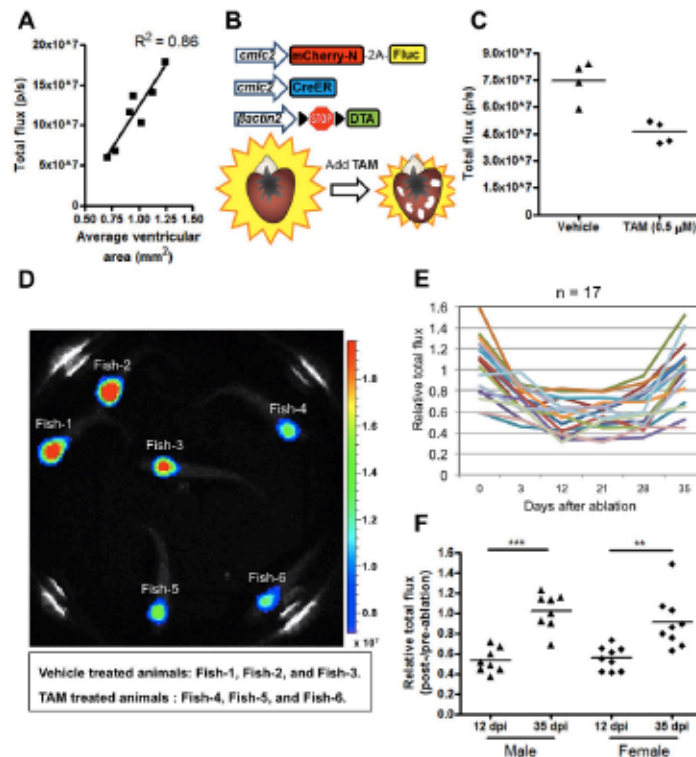 A
R² = 0.86
Total flux (p/s)
20x10^7
15x10^7
10x10^7
5x10^7
0
0.50 0.75 1.00 1.25 1.50
Average ventricular
area (mm²)
B
cmlc2 mCherry-N -2A- Fluc
cmlc2 CreER
βactin2 STOP DTA
Add TAM
C
Total flux (p/s)
9.0x10^7
7.5x10^7
6.0x10^7
4.5x10^7
3.0x10^7
1.5x10^7
0
Vehicle TAM (0.5 μM)
D
Fish-1
Fish-2
Fish-3
Fish-4
Fish-5
Fish-6
1.8
1.6
1.4
1.2
1.0
0.8
x 10⁷
Vehicle treated animals: Fish-1, Fish-2, and Fish-3.
TAM treated animals : Fish-4, Fish-5, and Fish-6.
E
n = 17
Relative total flux
1.6
1.4
1.2
1
0.8
0.6
0.4
0.2
0
0 3 12 21 28 35
Days after ablation
F
Relative total flux
(post-/pre-ablation)
1.6
1.4
1.2
1.0
0.8
0.6
0.4
0.2
0.0
*** **
12 dpi 35 dpi 12 dpi 35 dpi
Male Female